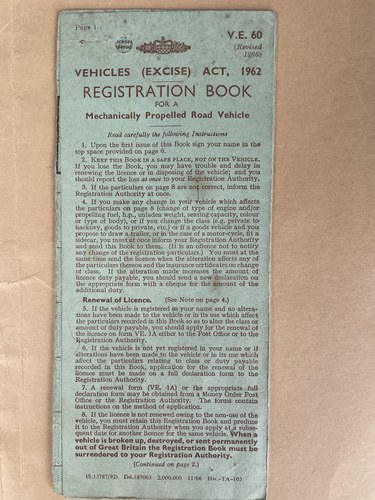 Page 1
V.E. 60
(Revised
1966)
VEHICLES (EXCISE) ACT, 1962
REGISTRATION BOOK
FOR A
Mechanically Propelled Road Vehicle
Read carefully the following Instructions
1. Upon the first issue of this Book sign your name in the
top space provided on page 6.
2. KEEP THIS BOOK IN A SAFE PLACE, NOT ON THE VEHICLE.
If you lose the Book, you may have trouble and delay in
renewing the licence or in disposing of the vehicle; and you
should report the loss at once to your Registration Authority.
3. If the particulars on page 8 are not correct, inform the
Registration Authority at once.
4. If you make any change in your vehicle which affects
the particulars on page 8 (change of type of engine and/or
propelling fuel, h.p., unladen weight, seating capacity, colour
or type of body), or if you change the class (e.g. private to
hackney, goods to private, etc.) or if a goods vehicle and you
propose to draw a trailer, or in the case of a motor-cycle, fit a
sidecar, you must at once inform your Registration Authority
and send this Book to them. (It is an offence not to notify
any change of the registration particulars.) You must at the
same time send the licence when the alteration affects any of
the particulars thereon and the insurance certificate on change
of class. If the alteration made increases the amount of
licence duty payable, you should send a new declaration on
the appropriate form with a cheque for the amount of the
additional duty.
Renewal of Licence. (See Note on page 4.)
5. If the vehicle is registered in your name and no altera-
tions have been made to the vehicle or in its use which affect
the particulars recorded in this Book so as to alter the class or
amount of duty payable, you should apply for the renewal of
the licence on form VE. 1A either to the Post Office or to the
Registration Authority.
6. If the vehicle is not yet registered in your name or if
alterations have been made to the vehicle or in its use which
affect the particulars relating to class or duty payable
recorded in this Book, application for the renewal of the
licence must be made on a full declaration form to the
Registration Authority.
7. A renewal form (VE. 1A) or the appropriate full
declaration form may be obtained from a Money Order Post
Office or the Registration Authority. The forms contain
instructions on the method of application.
8. If the licence is not renewed owing to the non-use of the
vehicle, you must retain this Registration Book and produce
it to the Registration Authority when you apply at a subse-
quent date for another licence for the same vehicle. When a
vehicle is broken up, destroyed, or sent permanently
out of Great Britain the Registration Book must be
surrendered to your Registration Authority.
(Continued on page 2.)
2,000,000 11/66